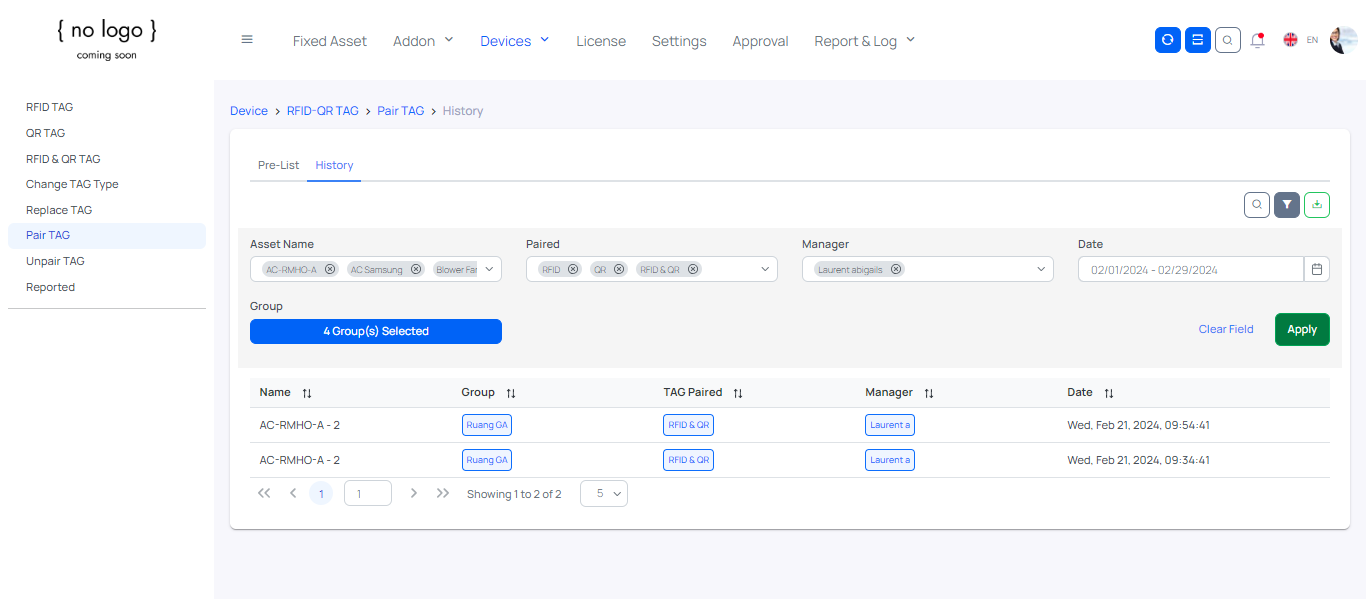 { no logo }
coming soon
Fixed Asset Addon Devices License Settings Approval Report & Log EN
RFID TAG
QR TAG
RFID & QR TAG
Change TAG Type
Replace TAG
Pair TAG
Unpair TAG
Reported
Device > RFID-QR TAG > Pair TAG > History
Pre-List History
Asset Name Paired Manager Date
AC-RMHO-A AC Samsung Blower Far RFID QR RFID & QR Laurent abigails 02/01/2024 - 02/29/2024
Group
4 Group(s) Selected Clear Field Apply
Name Group TAG Paired Manager Date
AC-RMHO-A - 2 Ruang GA RFID & QR Laurent a Wed, Feb 21, 2024, 09:54:41
AC-RMHO-A - 2 Ruang GA RFID & QR Laurent a Wed, Feb 21, 2024, 09:34:41
1 1 Showing 1 to 2 of 2 5